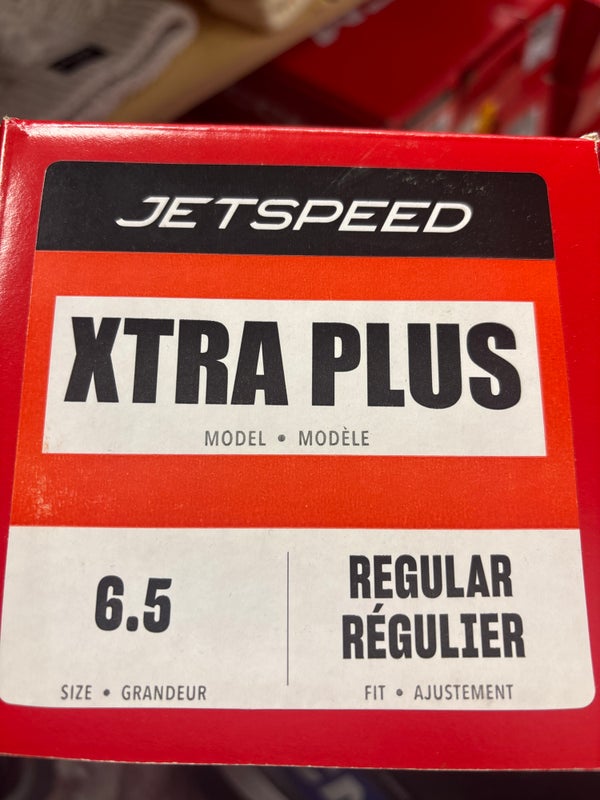 JETSPEED
XTRA PLUS
MODEL • MODÈLE
6.5
SIZE • GRANDEUR
REGULAR
RÉGULIER
FIT • AJUSTEMENT